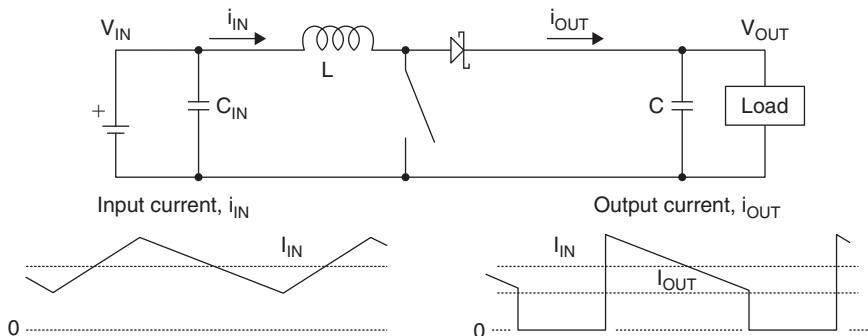 V_IN i_IN i_OUT V_OUT
L
+ C_IN C Load
Input current, i_IN Output current, i_OUT
I_IN I_IN
I_OUT
0 0